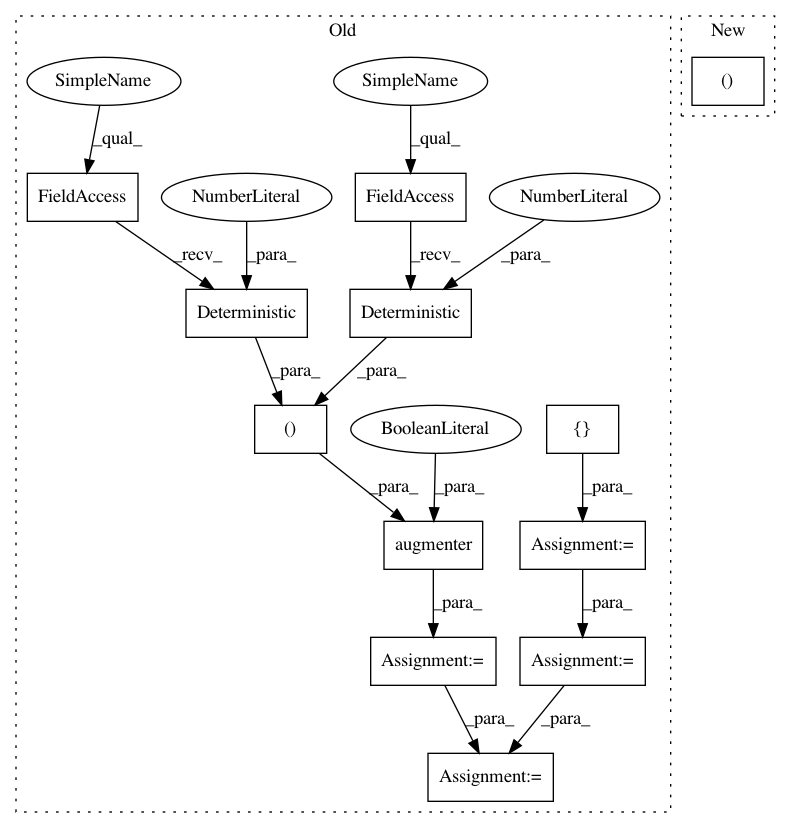 Old
New
SimpleName
SimpleName
()
_qual_
_qual_
FieldAccess
NumberLiteral
FieldAccess
NumberLiteral
_recv_
_para_
_recv_
_para_
Deterministic
Deterministic
_para_
_para_
()
BooleanLiteral
{}
_para_
_para_
_para_
augmenter
Assignment:=
_para_
_para_
Assignment:=
Assignment:=
_para_
_para_
Assignment:=